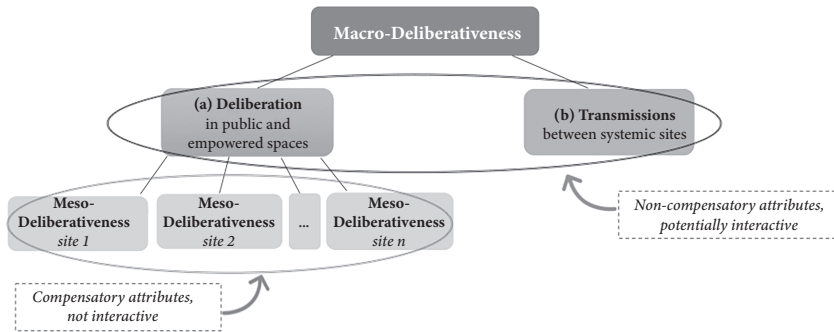 Macro-Deliberativeness
(a) Deliberation
in public and
empowered spaces
(b) Transmissions
between systemic sites
Meso-
Deliberativeness
site 1
Meso-
Deliberativeness
site 2
...
Meso-
Deliberativeness
site n
Non-compensatory attributes,
potentially interactive
Compensatory attributes,
not interactive